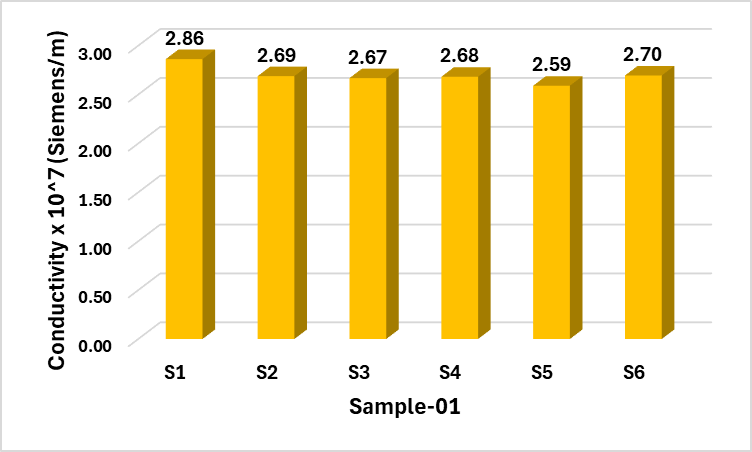 Conductivity x 10^7 (Siemens/m)
3.00
2.50
2.00
1.50
1.00
0.50
0.00
2.86
2.69
2.67
2.68
2.59
2.70
S1
S2
S3
S4
S5
S6
Sample-01